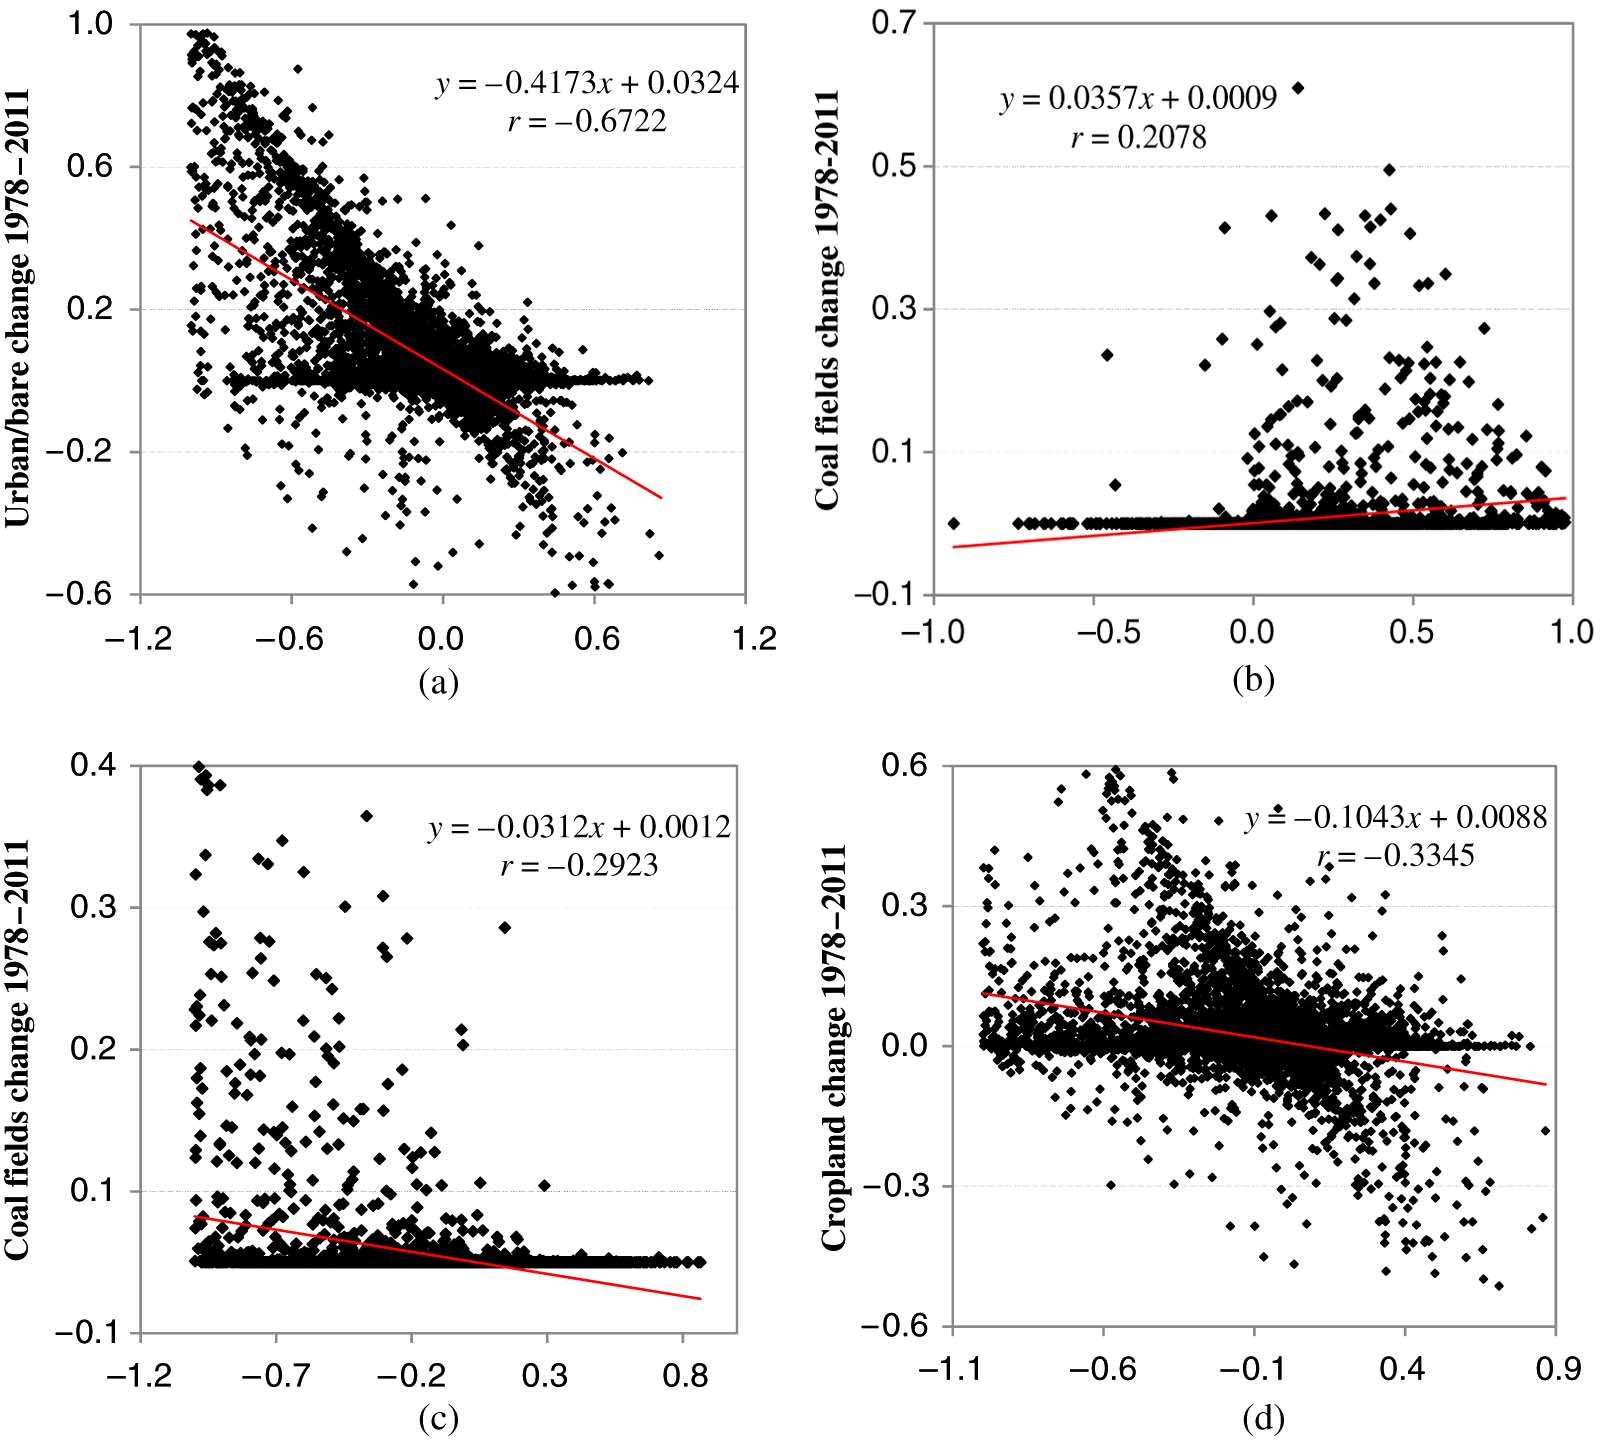 Urban/bare change 1978–2011
1.0
0.6
0.2
−0.2
−0.6
y = −0.4173x + 0.0324
r = −0.6722
−1.2 −0.6 0.0 0.6 1.2
(a)
Coal fields change 1978-2011
0.7
0.5
0.3
0.1
−0.1
y = 0.0357x + 0.0009
r = 0.2078
−1.0 −0.5 0.0 0.5 1.0
(b)
Coal fields change 1978–2011
0.4
0.3
0.2
0.1
−0.1
y = −0.0312x + 0.0012
r = −0.2923
−1.2 −0.7 −0.2 0.3 0.8
(c)
Cropland change 1978–2011
0.6
0.3
0.0
−0.3
−0.6
y = −0.1043x + 0.0088
r = −0.3345
−1.1 −0.6 −0.1 0.4 0.9
(d)